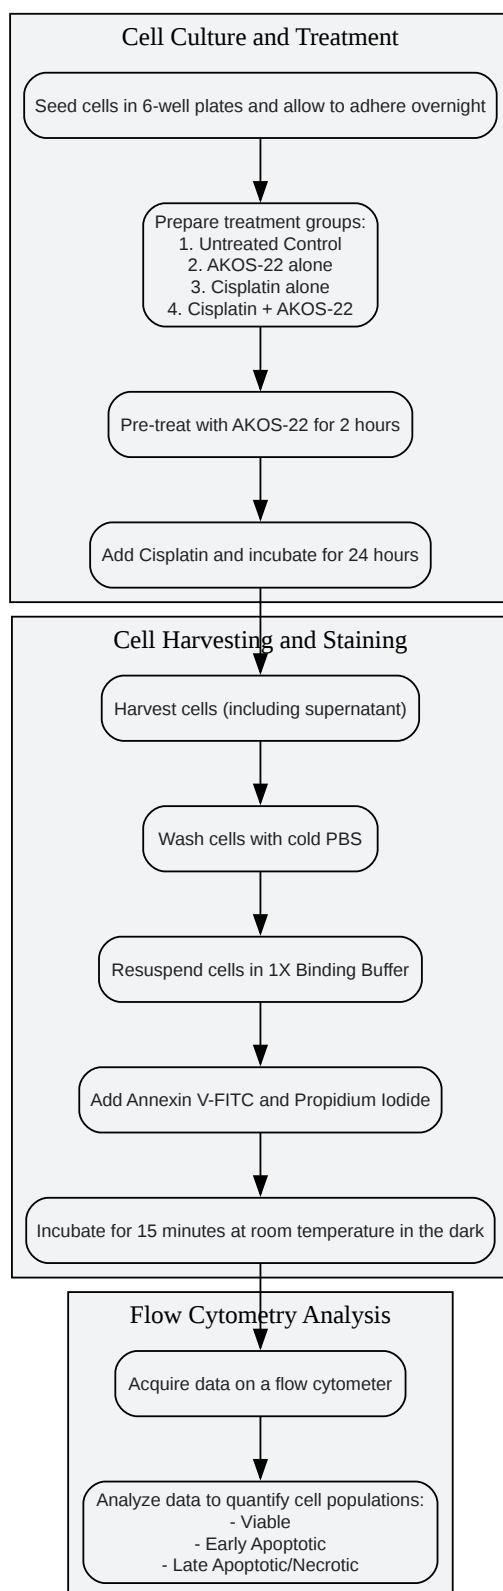 Cell Culture and Treatment
Seed cells in 6-well plates and allow to adhere overnight
Prepare treatment groups:
1. Untreated Control
2. AKOS-22 alone
3. Cisplatin alone
4. Cisplatin + AKOS-22
Pre-treat with AKOS-22 for 2 hours
Add Cisplatin and incubate for 24 hours
Cell Harvesting and Staining
Harvest cells (including supernatant)
Wash cells with cold PBS
Resuspend cells in 1X Binding Buffer
Add Annexin V-FITC and Propidium Iodide
Incubate for 15 minutes at room temperature in the dark
Flow Cytometry Analysis
Acquire data on a flow cytometer
Analyze data to quantify cell populations:
- Viable
- Early Apoptotic
- Late Apoptotic/Necrotic